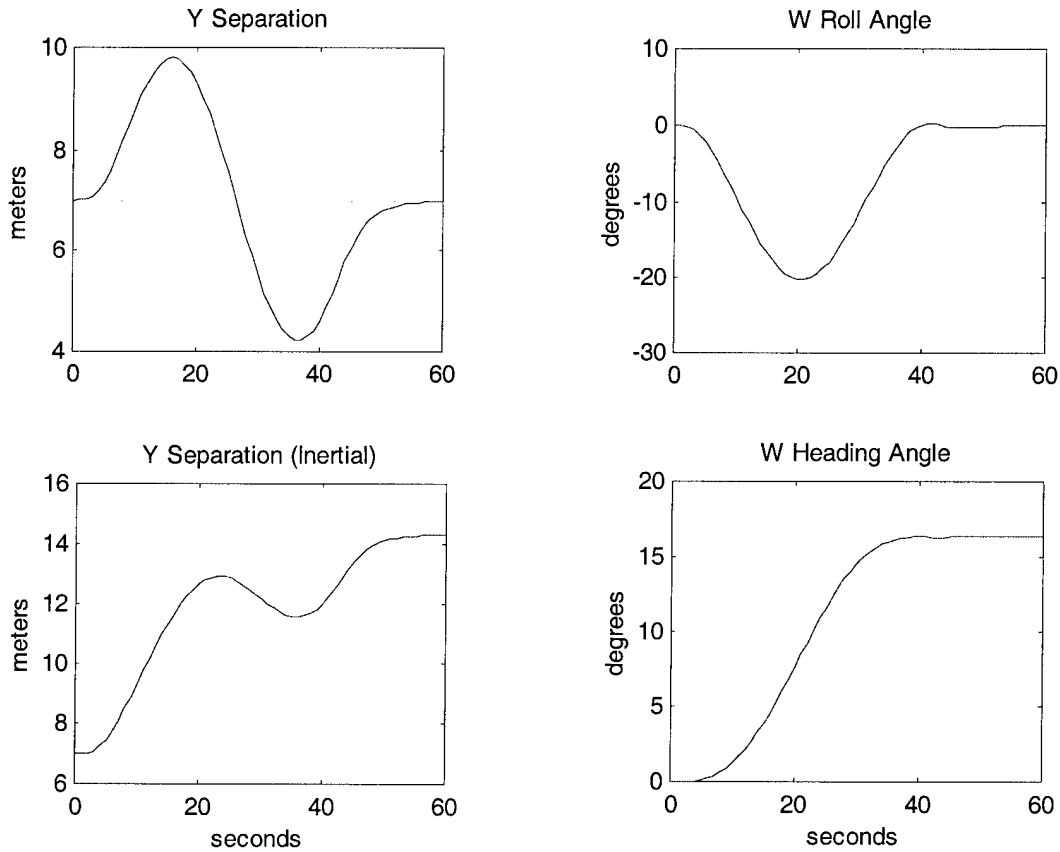 Y Separation
10
8
6
4
meters
0 20 40 60
W Roll Angle
10
0
-10
-20
-30
degrees
0 20 40 60
Y Separation (Inertial)
16
14
12
10
8
6
meters
0 20 40 60
seconds
W Heading Angle
20
15
10
5
0
degrees
0 20 40 60
seconds